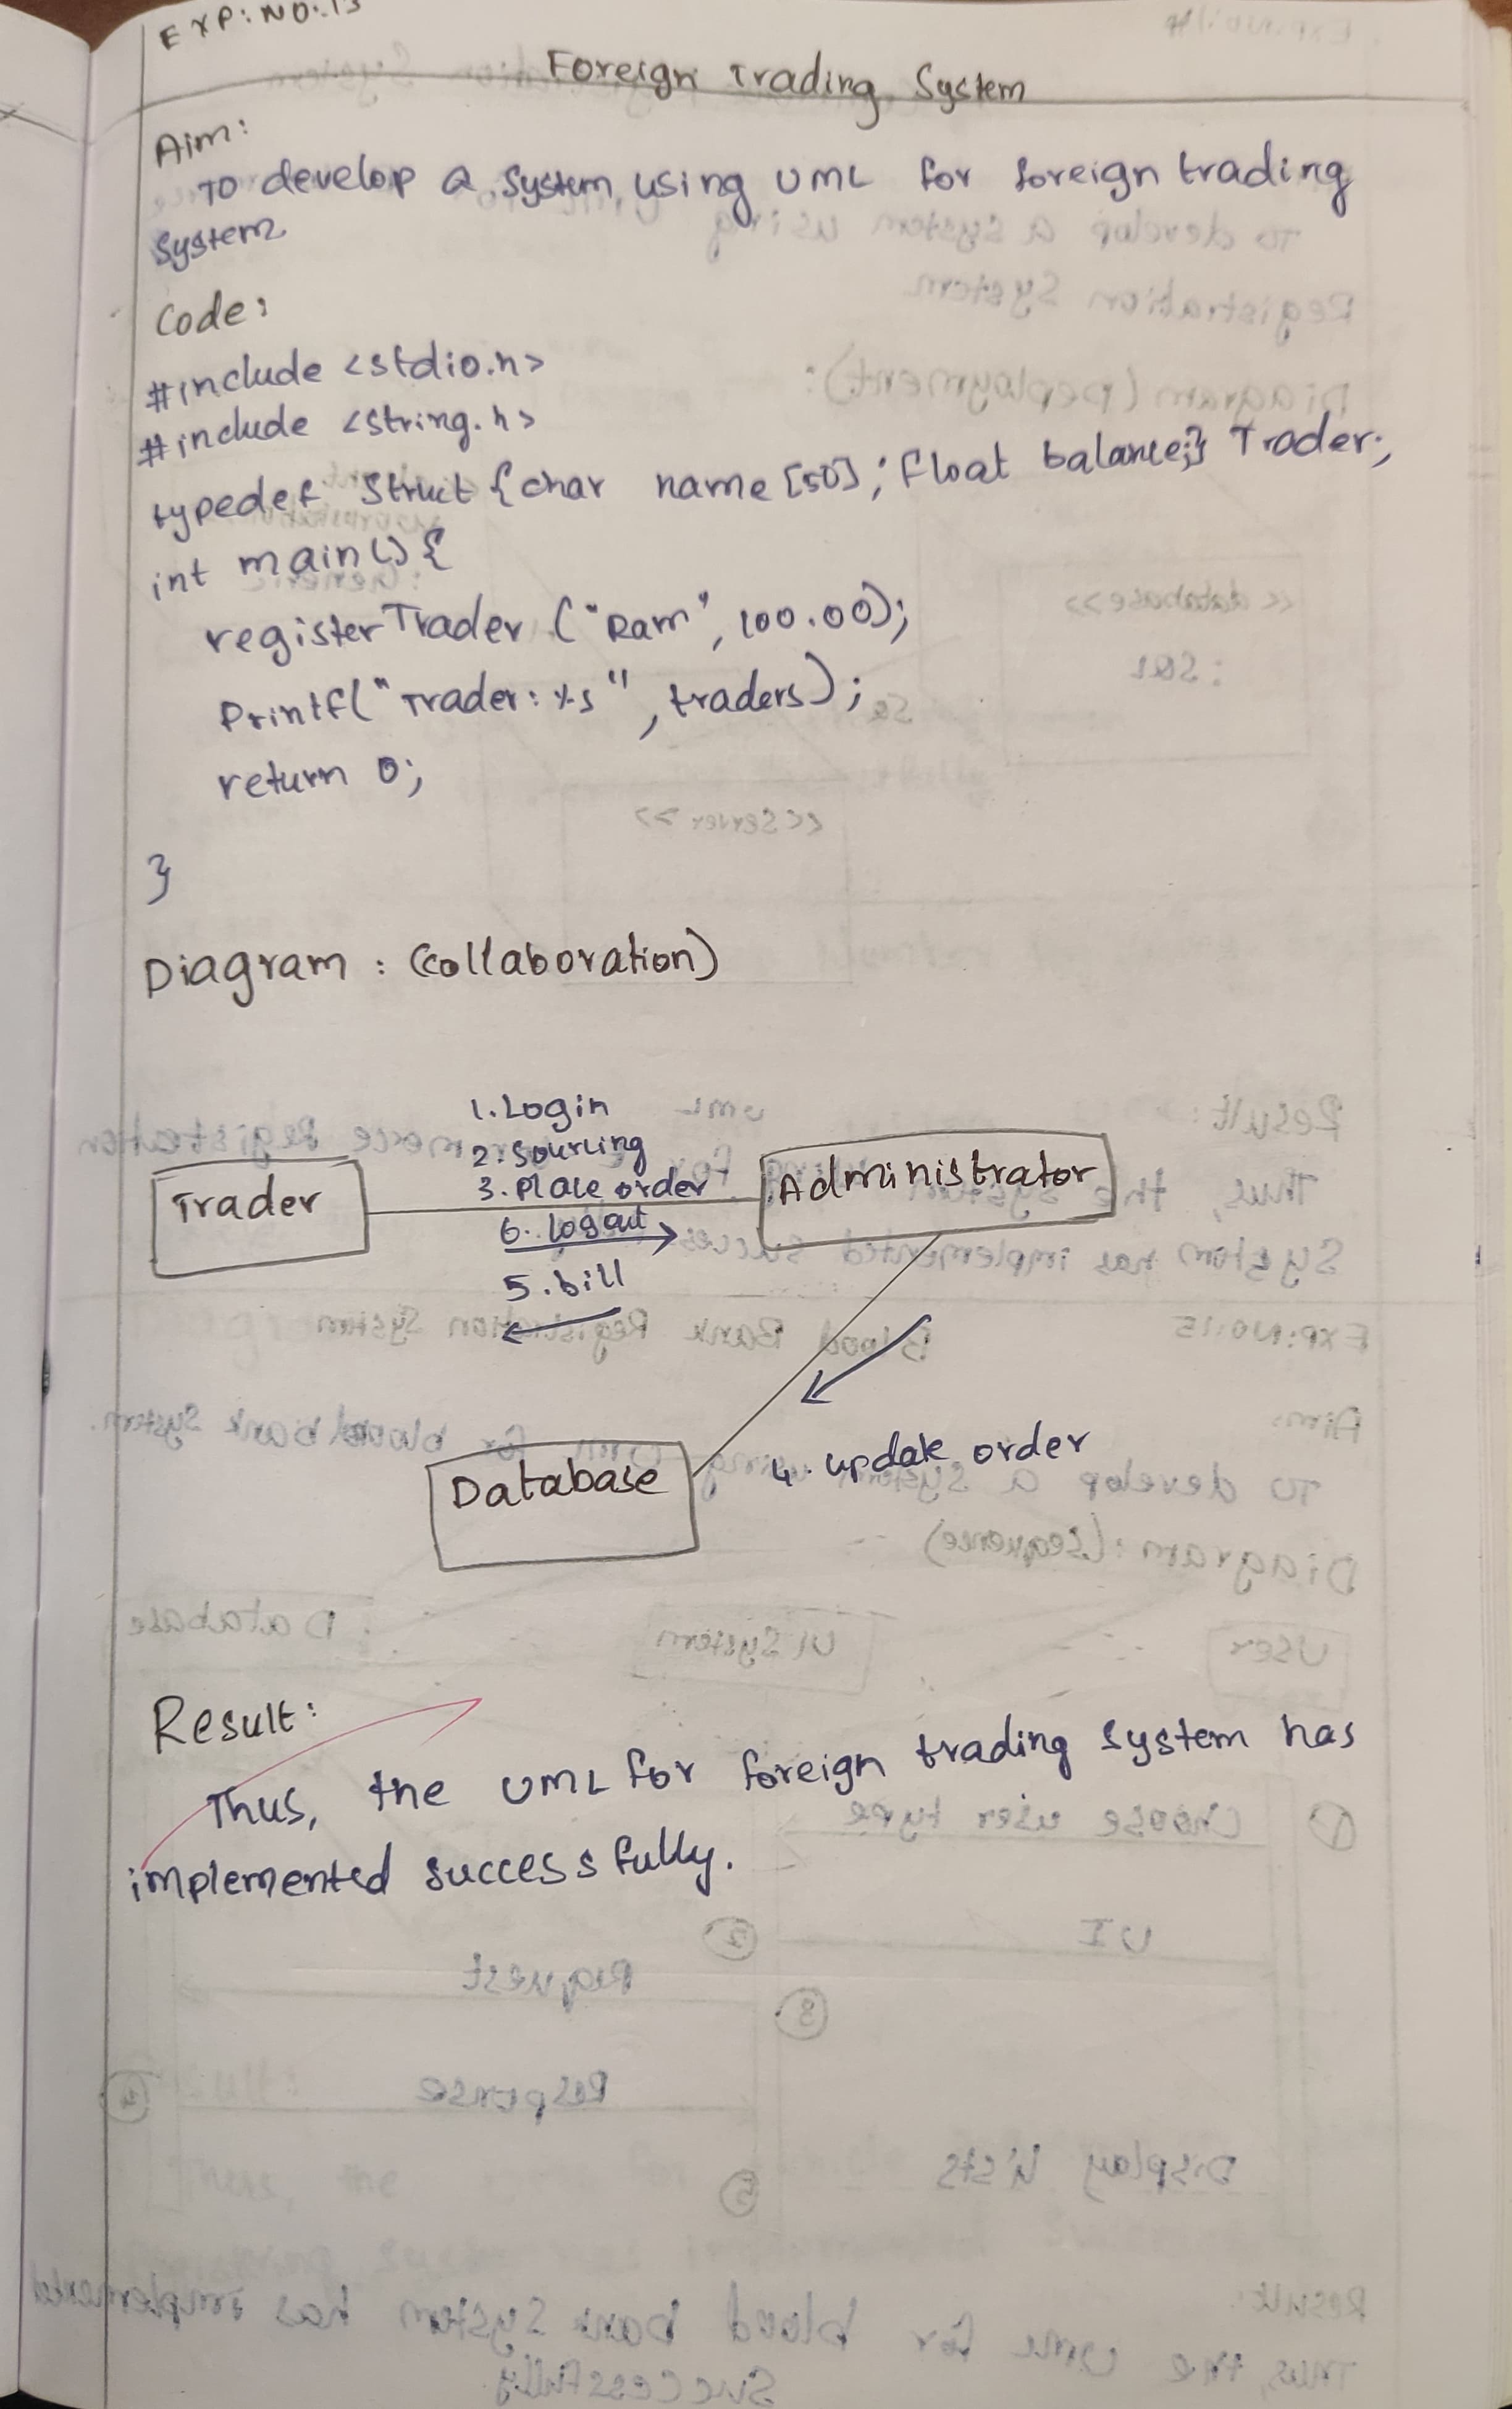 EXP: NO: 13
Foreign Trading System
Aim:
To develop a System using UML for foreign trading
System
Code:
#include <stdio.h>
#include <string.h>
typedef struct {char name [50]; float balance;} Trader;
int main() {
registerTrader ("Ram", 100.00);
Printf("Trader: %s", traders);
return 0;
}
Diagram : (collaboration)
1. Login
2. Sourcing
3. Place order
Trader
Administrator
6. logout
5. bill
4. update order
Database
Result:
Thus, the UML for foreign trading system has
implemented successfully.